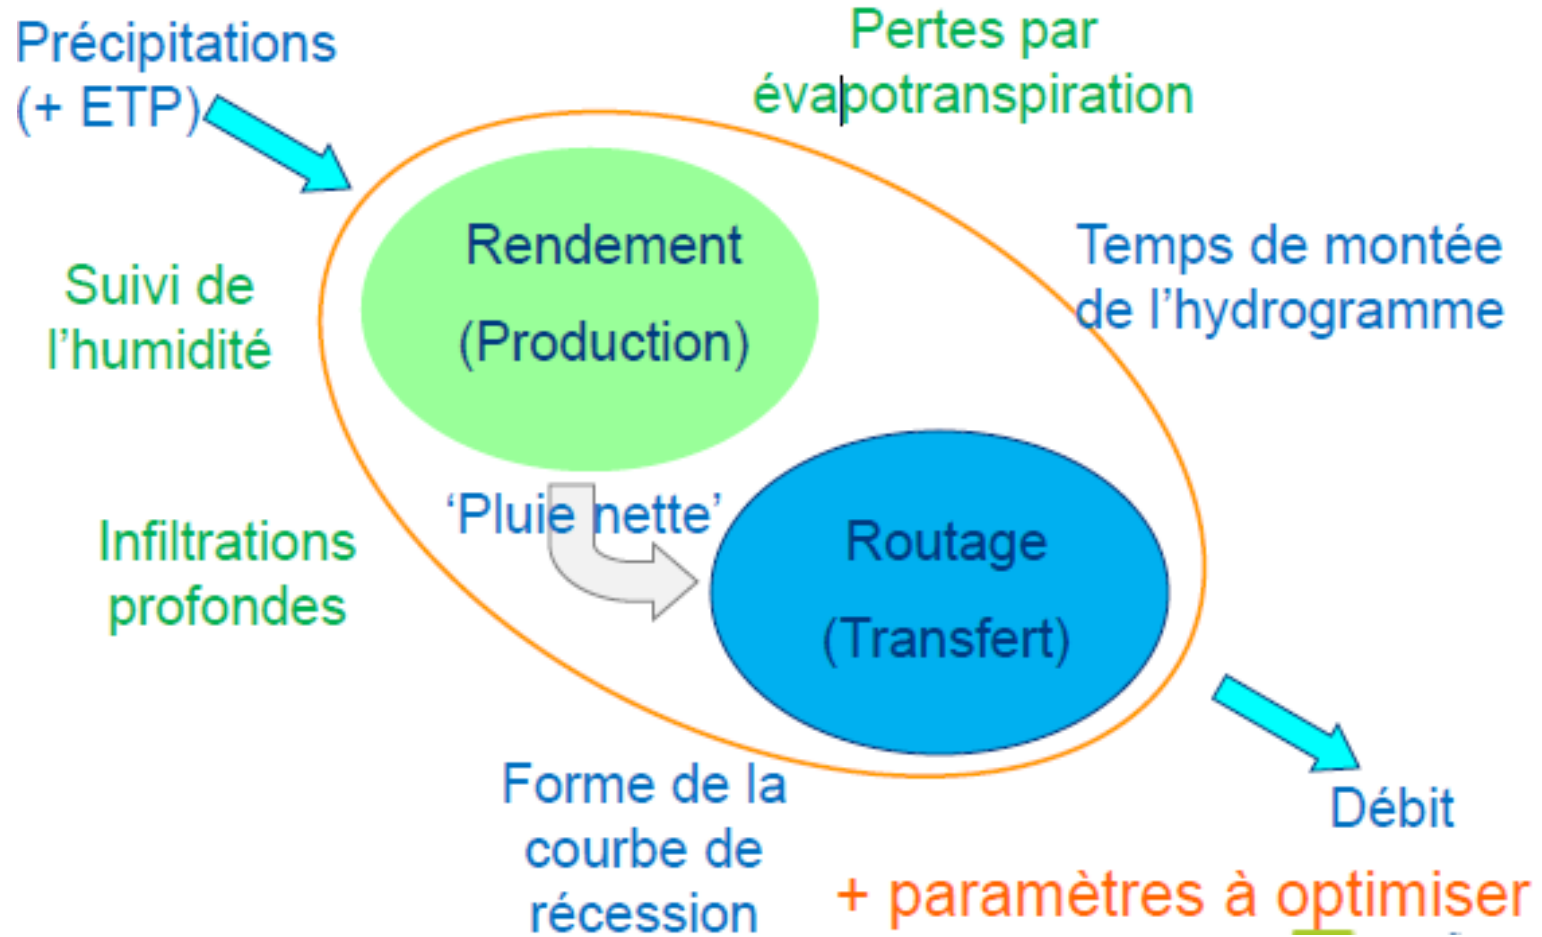 Précipitations
(+ ETP)
Pertes par
évapotranspiration
Rendement
(Production)
Suivi de
l’humidité
Temps de montée
de l’hydrogramme
‘Pluie nette’
Infiltrations
profondes
Routage
(Transfert)
Forme de la
courbe de
récession
Débit
+ paramètres à optimiser